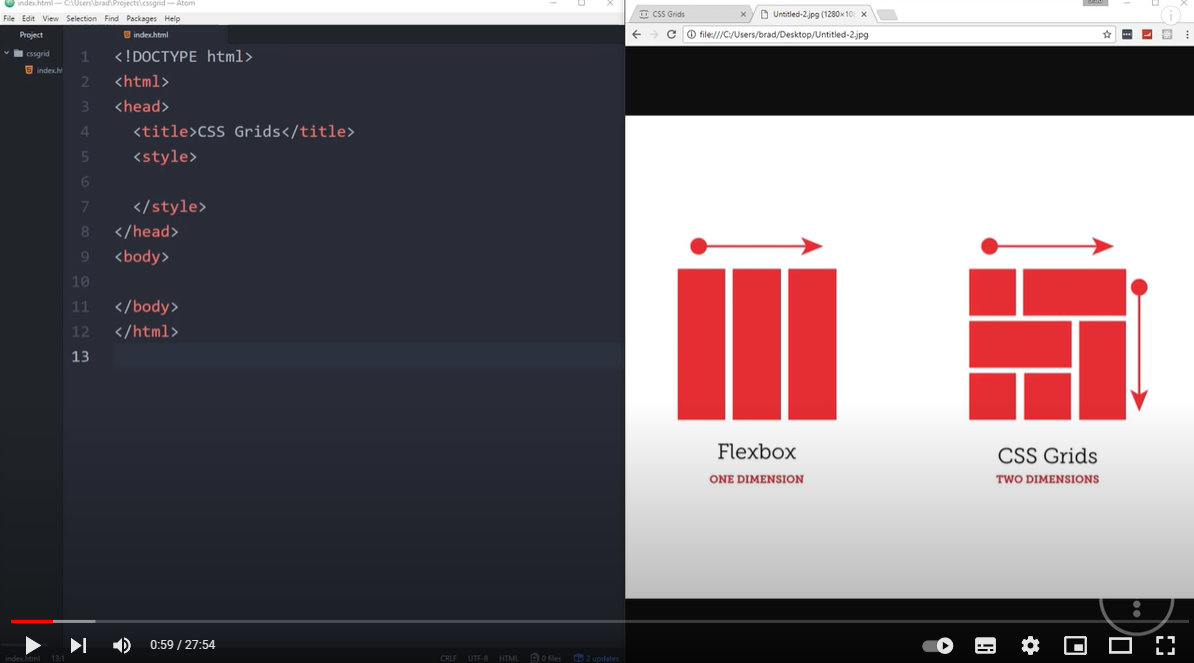 index.html — C:\Users\brad\Projects\cssgrid — Atom
File Edit View Selection Find Packages Help
Project
cssgrid
index.ht
index.html
1 <!DOCTYPE html>
2 <html>
3 <head>
4 <title>CSS Grids</title>
5 <style>
6
7 </style>
8 </head>
9 <body>
10
11 </body>
12 </html>
13
index.html 13:1
CRLF UTF-8 HTML 0 files 2 updates
CSS Grids
Untitled-2.jpg (1280×10
file:///C:/Users/brad/Desktop/Untitled-2.jpg
Flexbox
ONE DIMENSION
CSS Grids
TWO DIMENSIONS
0:59 / 27:54